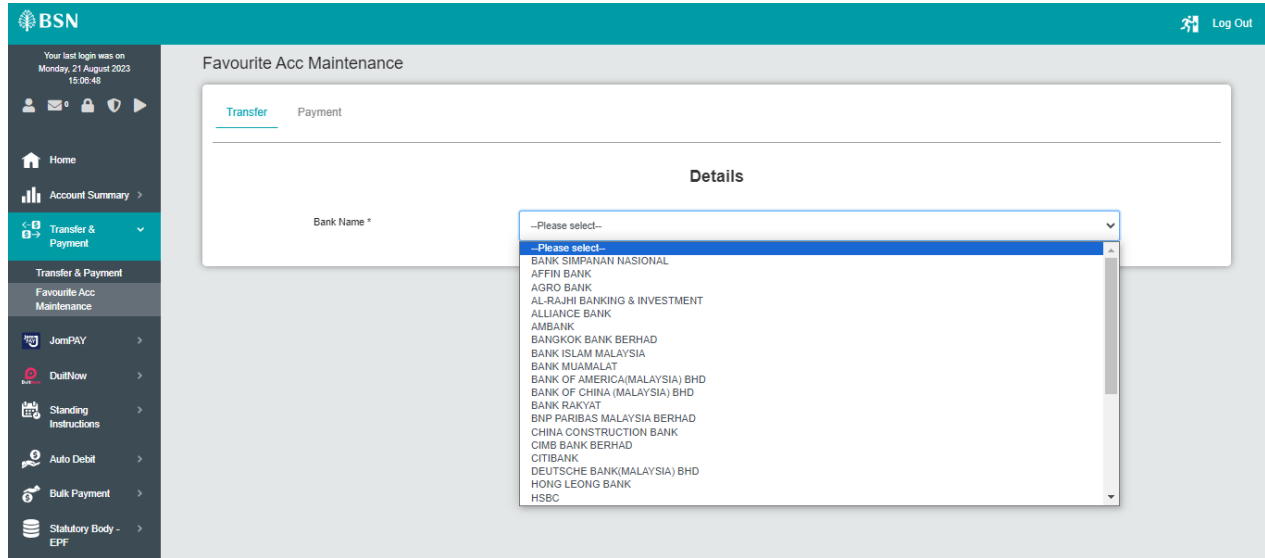 BSN
Log Out
Your last login was on
Monday, 21 August 2023
15:06:48
0
Home
Account Summary
Transfer &
Payment
Transfer & Payment
Favourite Acc
Maintenance
JomPAY
DuitNow
Standing
Instructions
Auto Debit
Bulk Payment
Statutory Body -
EPF
Favourite Acc Maintenance
Transfer
Payment
Details
Bank Name *
--Please select--
--Please select--
BANK SIMPANAN NASIONAL
AFFIN BANK
AGRO BANK
AL-RAJHI BANKING & INVESTMENT
ALLIANCE BANK
AMBANK
BANGKOK BANK BERHAD
BANK ISLAM MALAYSIA
BANK MUAMALAT
BANK OF AMERICA(MALAYSIA) BHD
BANK OF CHINA (MALAYSIA) BHD
BANK RAKYAT
BNP PARIBAS MALAYSIA BERHAD
CHINA CONSTRUCTION BANK
CIMB BANK BERHAD
CITIBANK
DEUTSCHE BANK(MALAYSIA) BHD
HONG LEONG BANK
HSBC